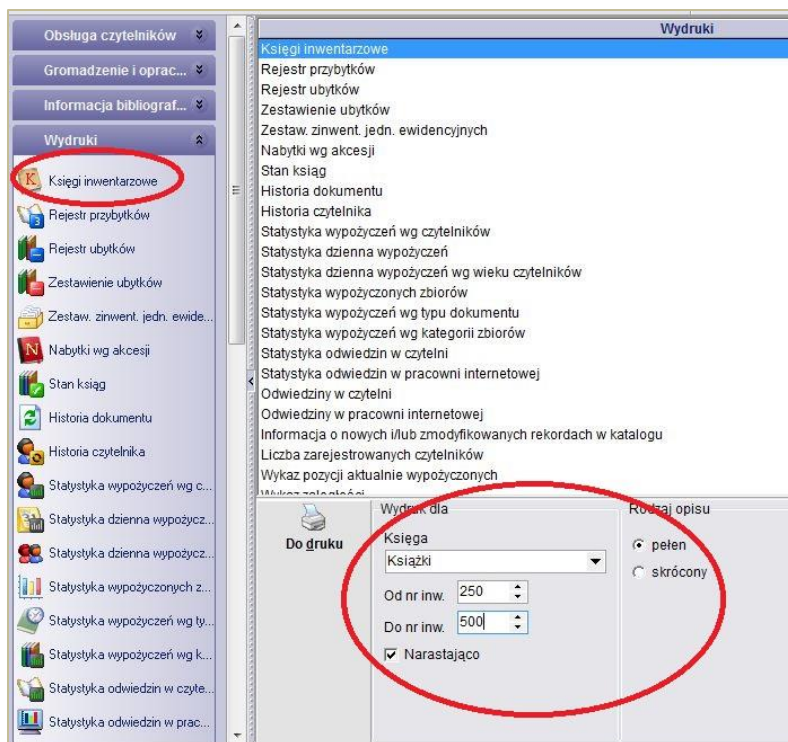 Obsługa czytelników
Gromadzenie i oprac...
Informacja bibliograf...
Wydruki
Księgi inwentarzowe
Rejestr przybytków
Rejestr ubytków
Zestawienie ubytków
Zestaw. zinwent. jedn. ewide...
Nabytki wg akcesji
Stan ksiąg
Historia dokumentu
Historia czytelnika
Statystyka wypożyczeń wg c...
Statystyka dzienna wypożycz...
Statystyka dzienna wypożycz...
Statystyka wypożyczonych z...
Statystyka wypożyczeń wg ty...
Statystyka wypożyczeń wg k...
Statystyka odwiedzin w czyte...
Statystyka odwiedzin w prac...
Wydruki
Księgi inwentarzowe
Rejestr przybytków
Rejestr ubytków
Zestawienie ubytków
Zestaw. zinwent. jedn. ewidencyjnych
Nabytki wg akcesji
Stan ksiąg
Historia dokumentu
Historia czytelnika
Statystyka wypożyczeń wg czytelników
Statystyka dzienna wypożyczeń
Statystyka dzienna wypożyczeń wg wieku czytelników
Statystyka wypożyczonych zbiorów
Statystyka wypożyczeń wg typu dokumentu
Statystyka wypożyczeń wg kategorii zbiorów
Statystyka odwiedzin w czytelni
Statystyka odwiedzin w pracowni internetowej
Odwiedziny w czytelni
Odwiedziny w pracowni internetowej
Informacja o nowych i/lub zmodyfikowanych rekordach w katalogu
Liczba zarejestrowanych czytelników
Wykaz pozycji aktualnie wypożyczonych
Wykaz zaległości
Do druku
Wydruk dla
Księga
Książki
Od nr inw. 250
Do nr inw. 500
Narastająco
Rodzaj opisu
pełen
skrócony